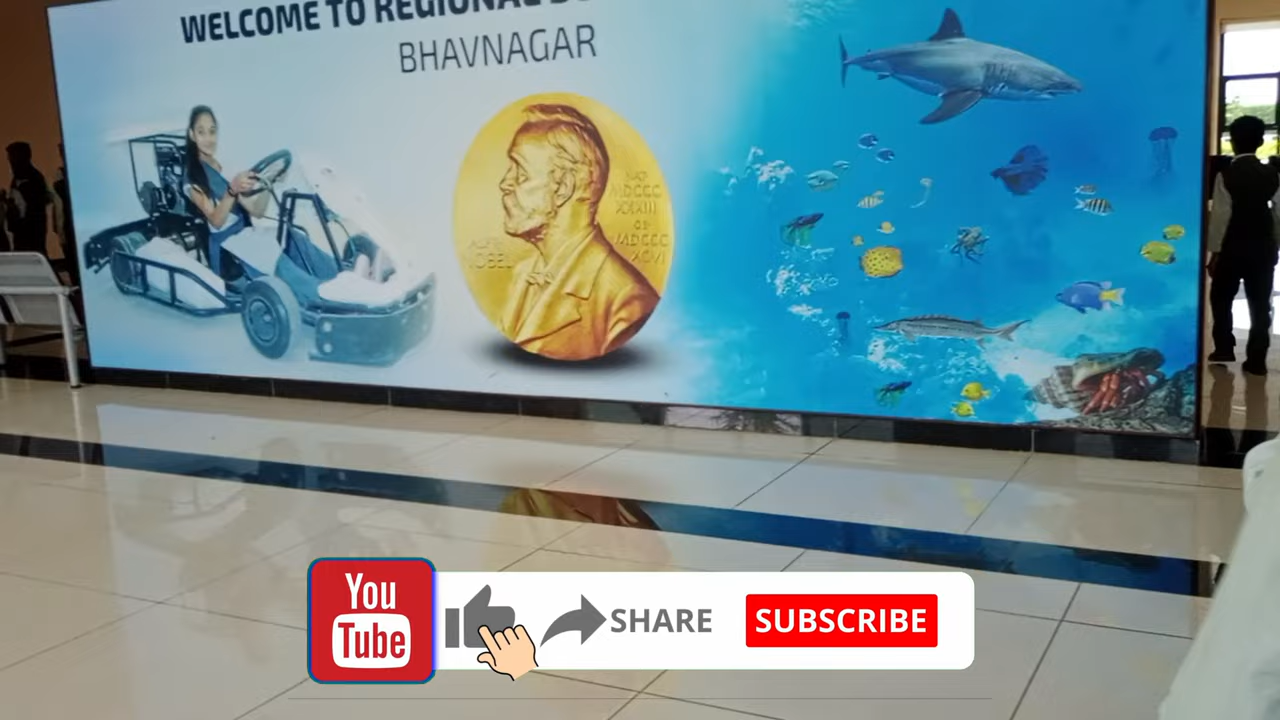 WELCOME TO REGIONAL
BHAVNAGAR
You
Tube
SHARE
SUBSCRIBE